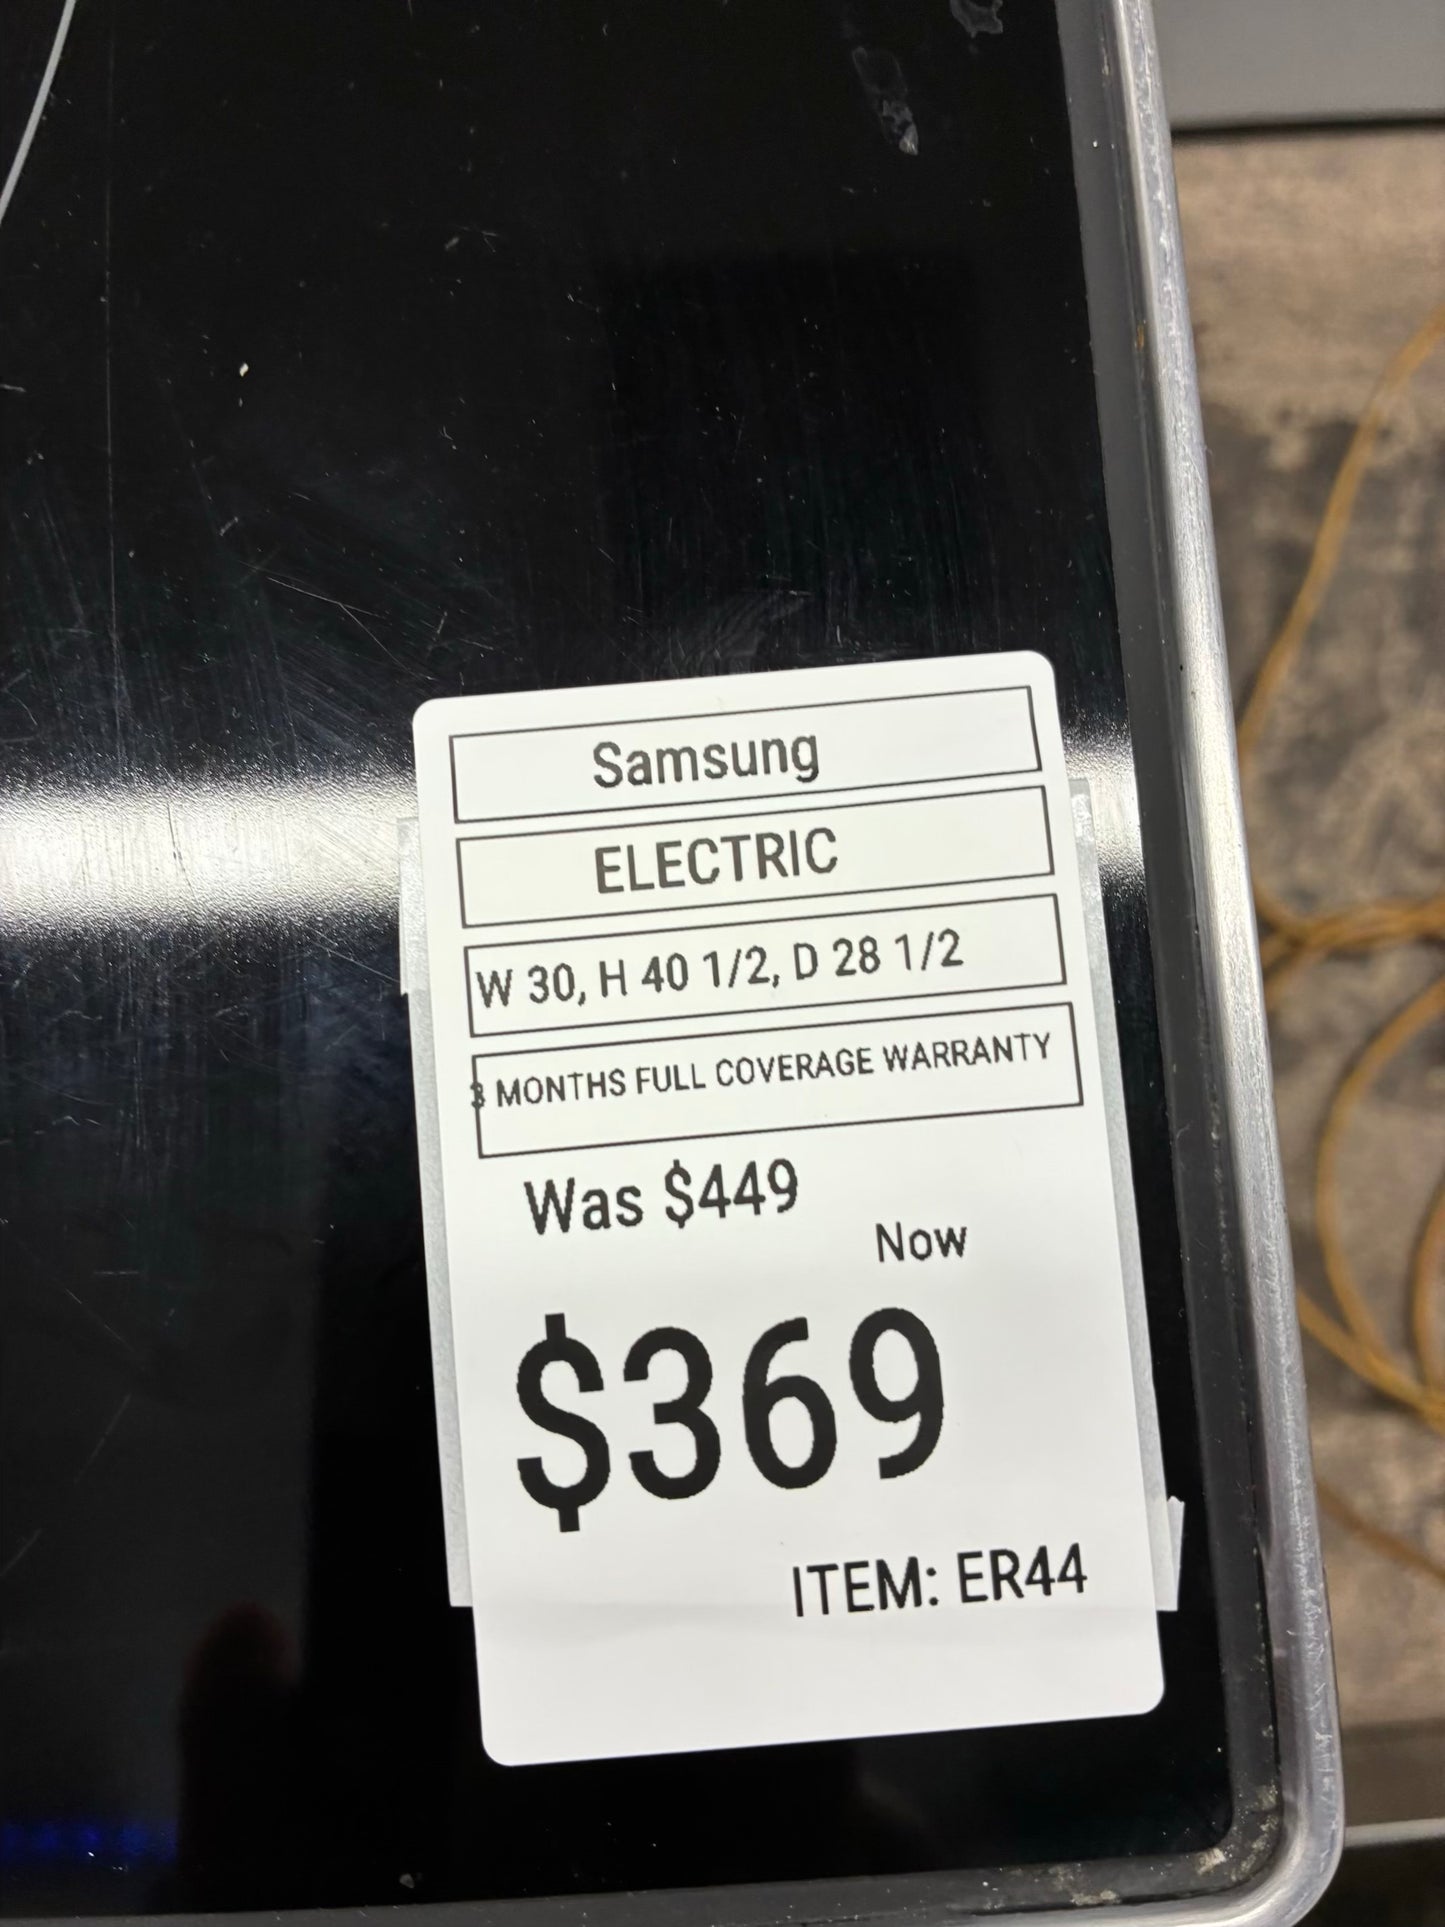 Samsung
ELECTRIC
W 30, H 40 1/2, D 28 1/2
3 MONTHS FULL COVERAGE WARRANTY
Was $449
Now
$369
ITEM: ER44